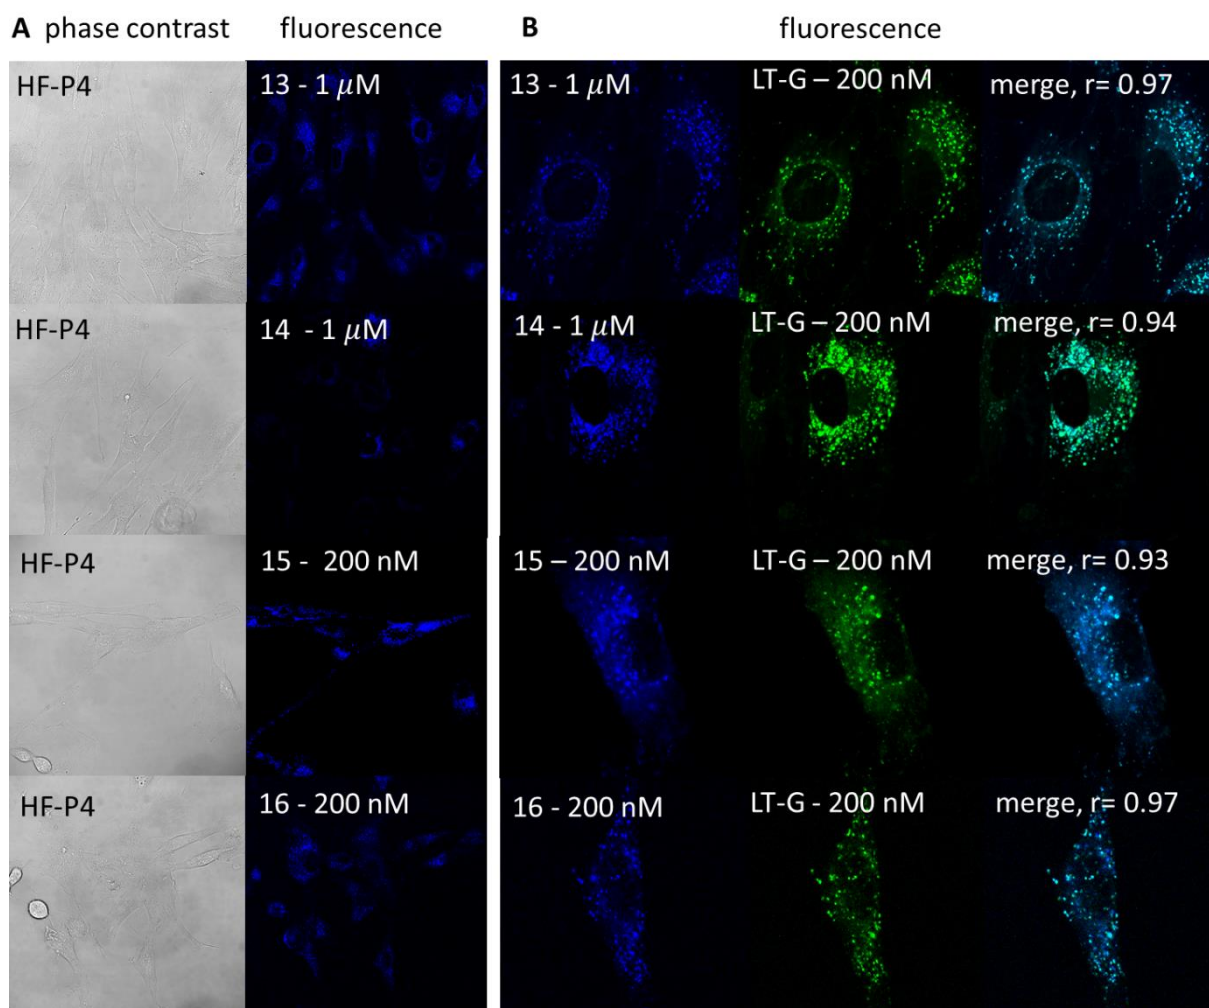 A phase contrast fluorescence B fluorescence
HF-P4 13 - 1 μM 13 - 1 μM LT-G – 200 nM merge, r= 0.97
HF-P4 14 - 1 μM 14 - 1 μM LT-G – 200 nM merge, r= 0.94
HF-P4 15 - 200 nM 15 – 200 nM LT-G – 200 nM merge, r= 0.93
HF-P4 16 - 200 nM 16 - 200 nM LT-G - 200 nM merge, r= 0.97